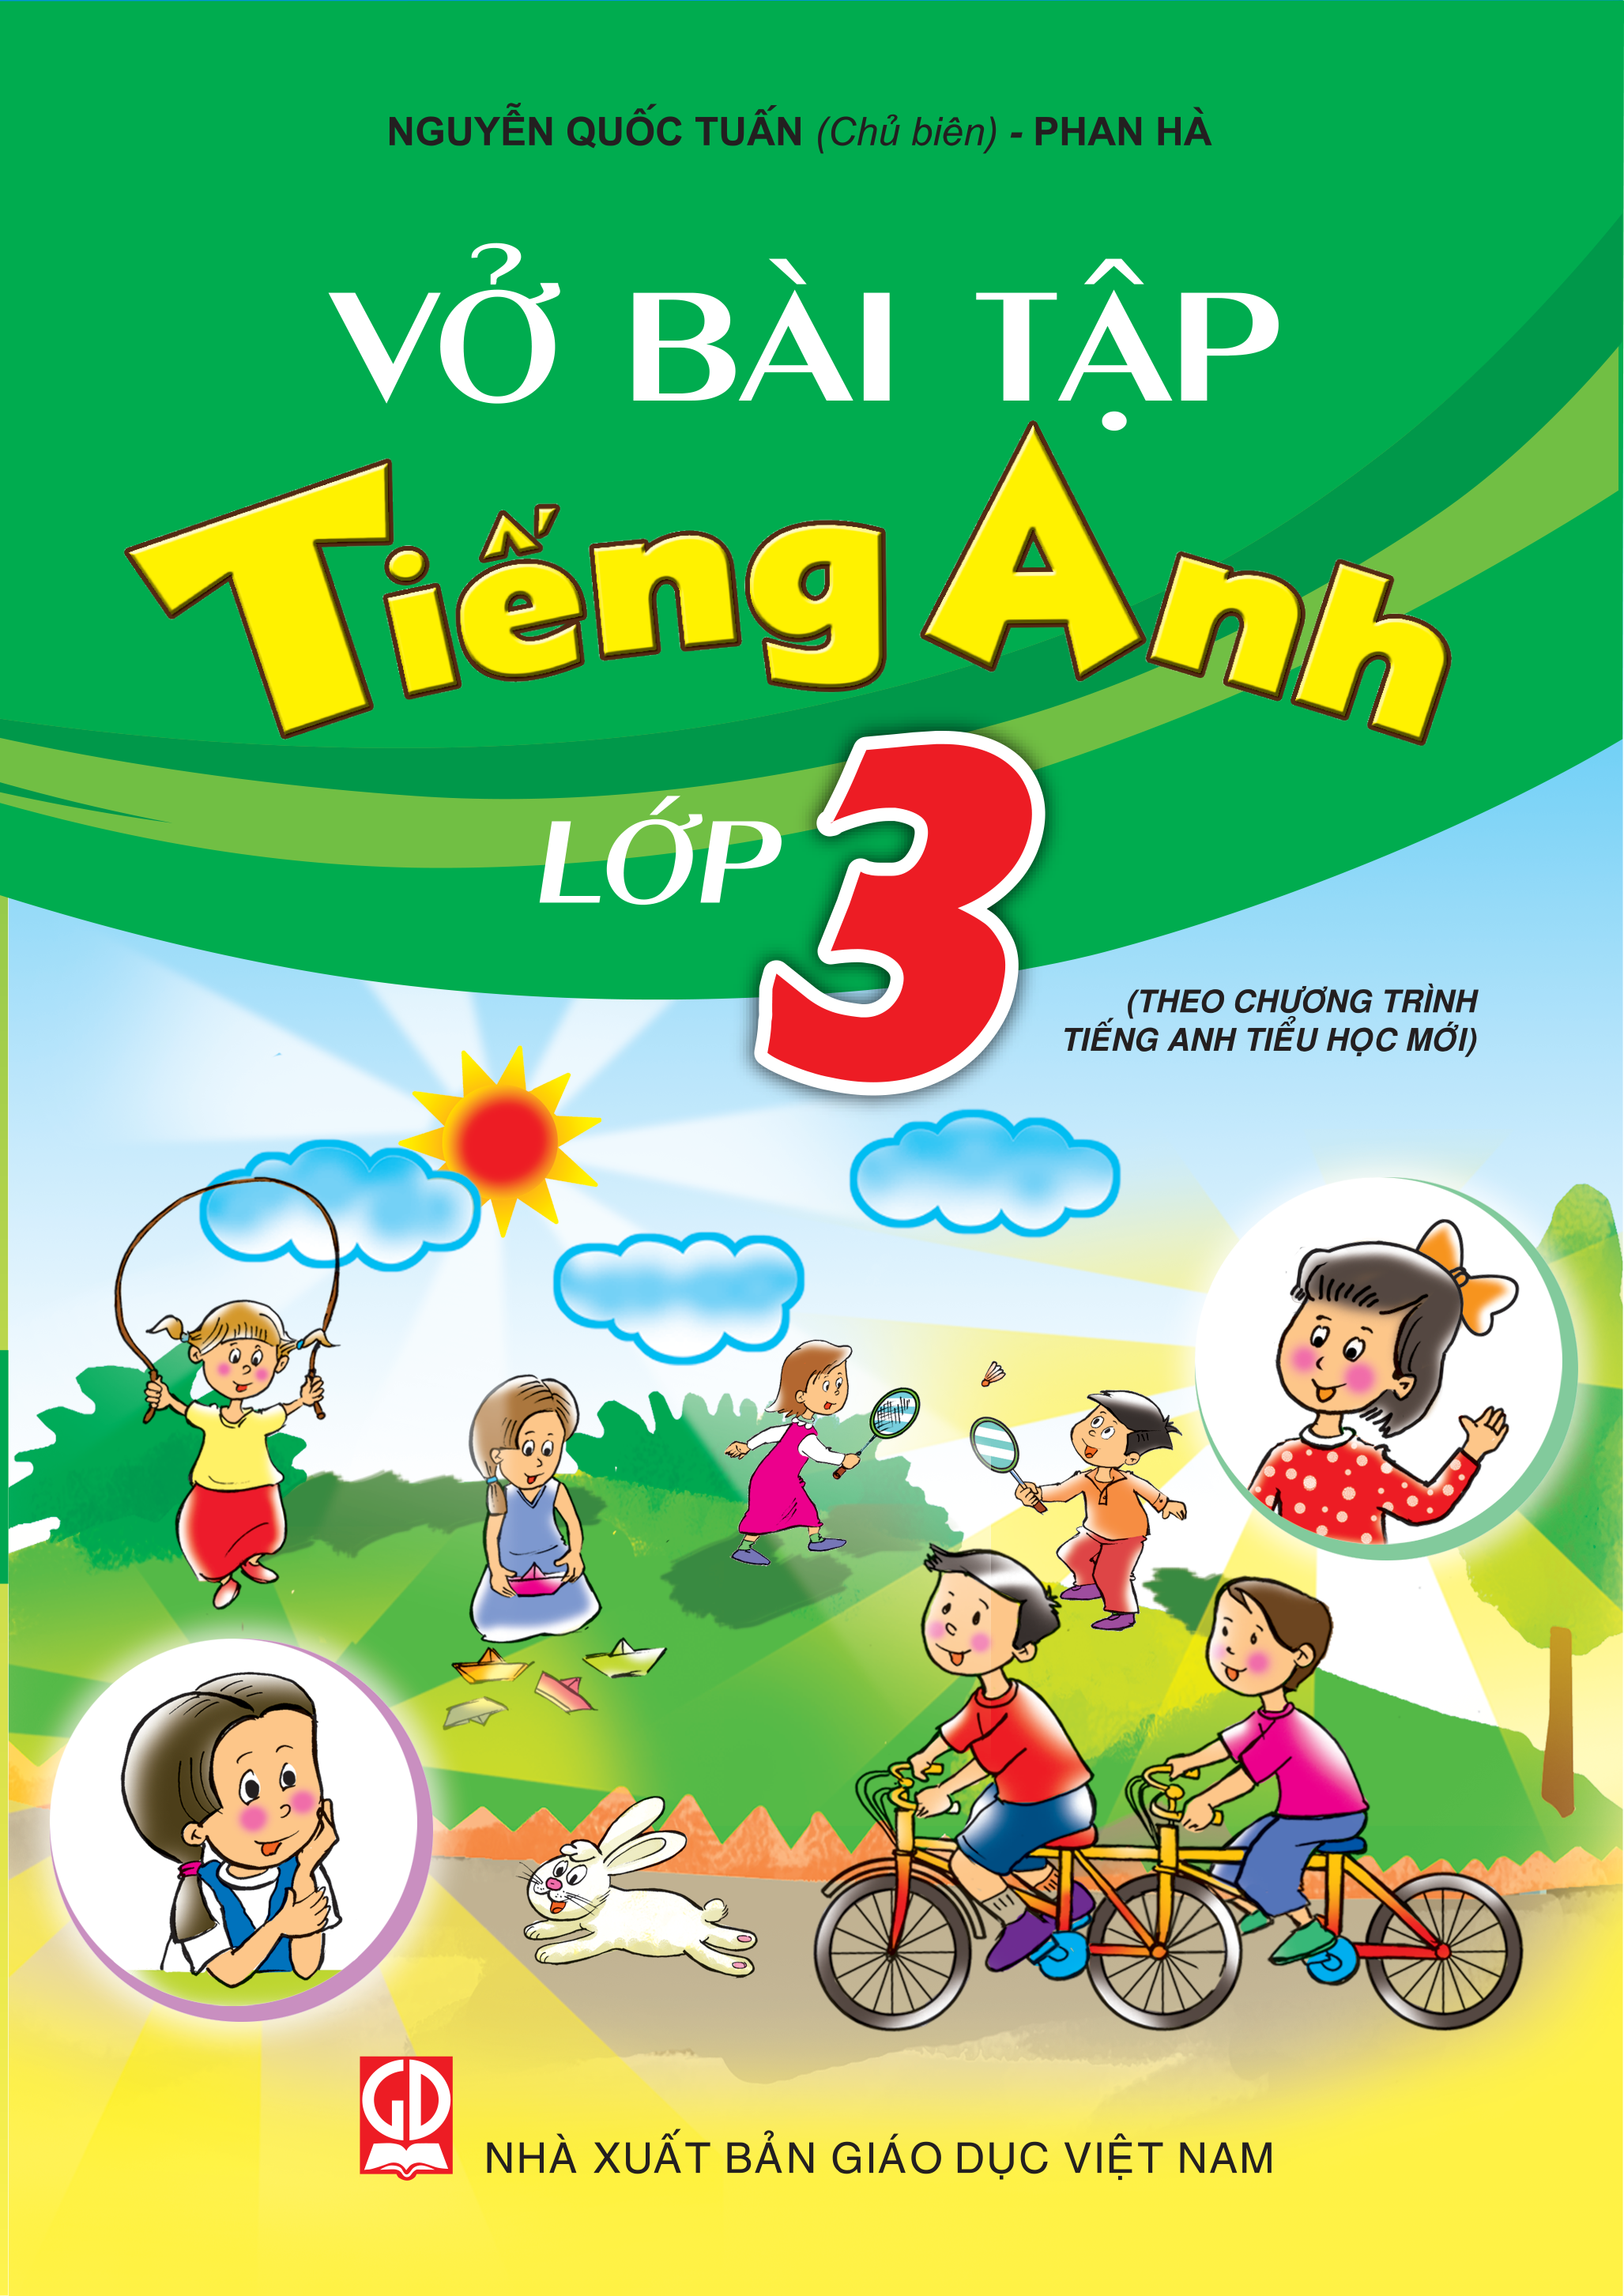 NGUYỄN QUỐC TUẤN (Chủ biên) - PHAN HÀ
VỞ BÀI TẬP
Tiếng Anh
LỚP 3
(THEO CHƯƠNG TRÌNH
TIẾNG ANH TIỂU HỌC MỚI)
GD
NHÀ XUẤT BẢN GIÁO DỤC VIỆT NAM